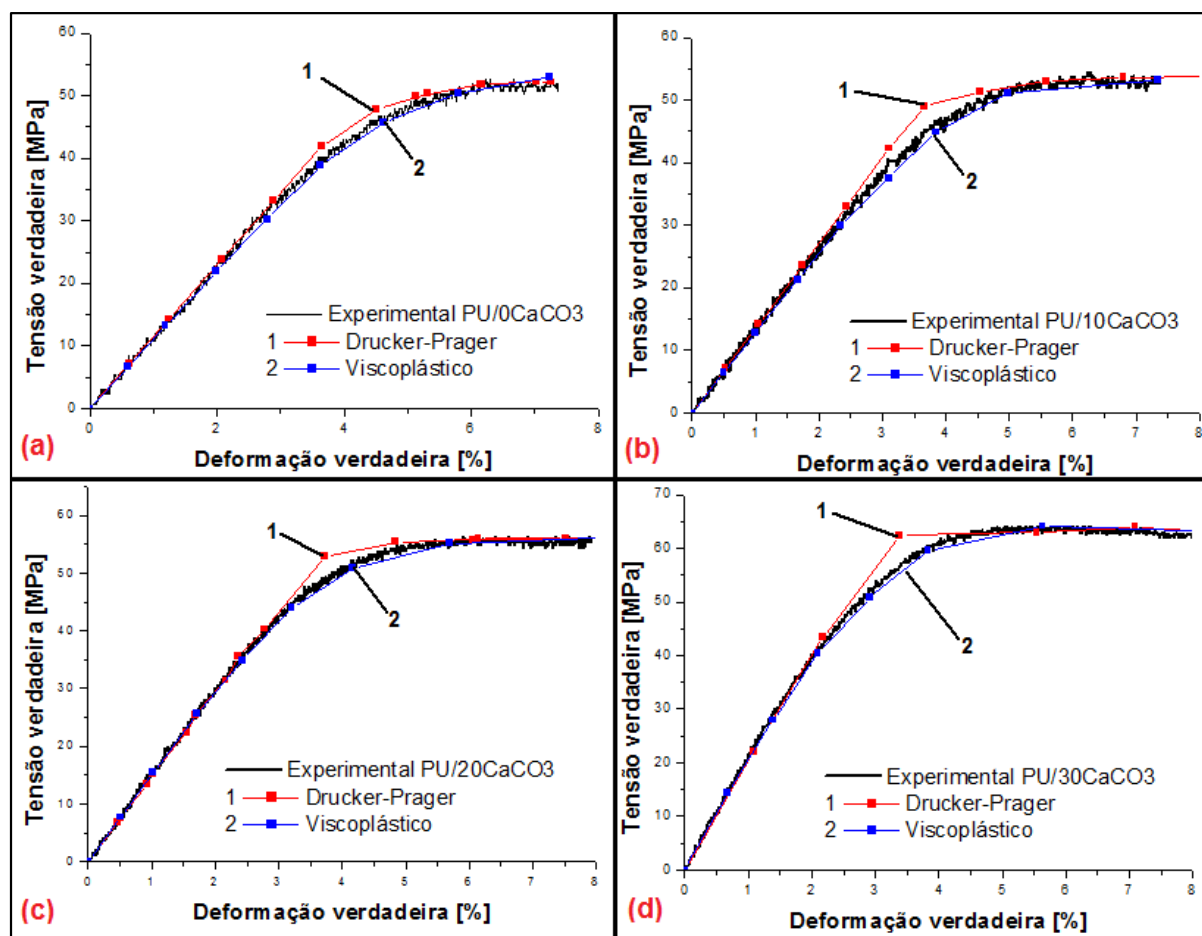 Tensão verdadeira [MPa]
60
50
40
30
20
10
0
1
2
Experimental PU/0CaCO3
1 Drucker-Prager
2 Viscoplástico
0 2 4 6 8
Deformação verdadeira [%]
(a)
Tensão verdadeira [MPa]
60
50
40
30
20
10
0
1
2
Experimental PU/10CaCO3
1 Drucker-Prager
2 Viscoplástico
0 1 2 3 4 5 6 7 8
Deformação verdadeira [%]
(b)
Tensão verdadeira [MPa]
60
50
40
30
20
10
0
1
2
Experimental PU/20CaCO3
1 Drucker-Prager
2 Viscoplástico
0 1 2 3 4 5 6 7 8
Deformação verdadeira [%]
(c)
Tensão verdadeira [MPa]
70
60
50
40
30
20
10
0
1
2
Experimental PU/30CaCO3
1 Drucker-Prager
2 Viscoplástico
0 1 2 3 4 5 6 7 8
Deformação verdadeira [%]
(d)